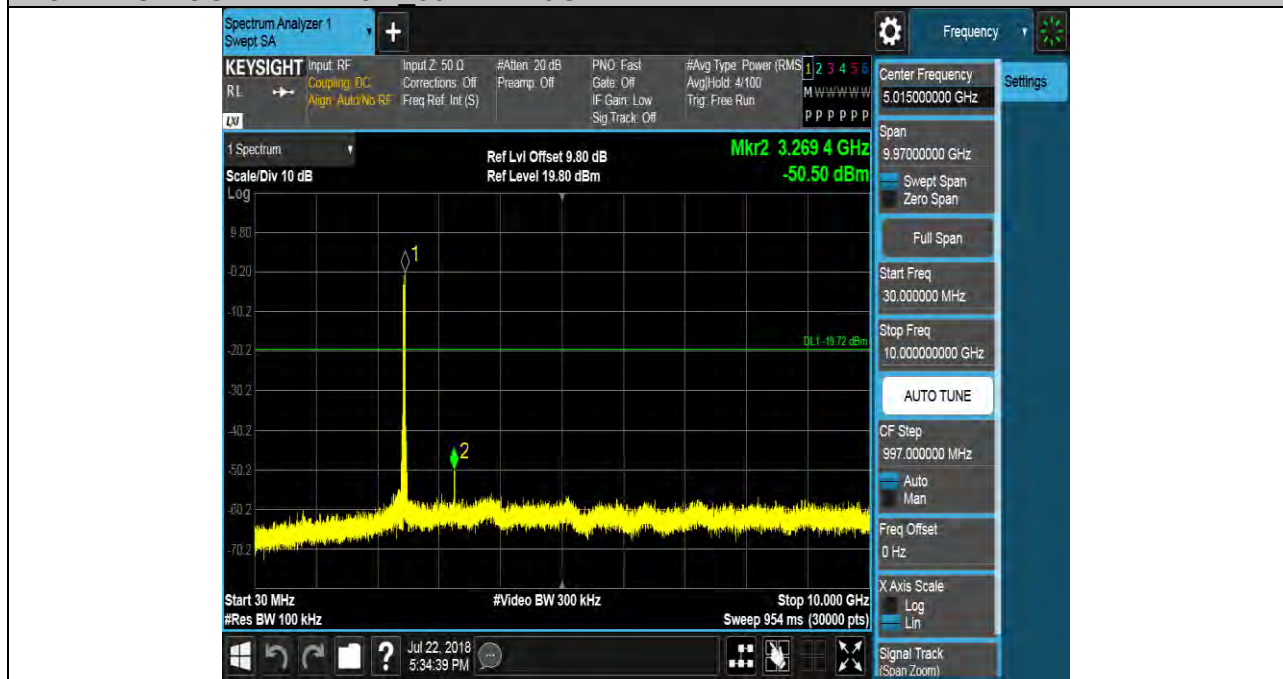 Spectrum Analyzer 1
Swept SA
+
Frequency
KEYSIGHT
RL
LXI
Input: RF
Coupling: DC
Align: Auto/No RF
Input Z: 50 Ω
Corrections: Off
Freq Ref: Int (S)
#Atten: 20 dB
Preamp: Off
PNO: Fast
Gate: Off
IF Gain: Low
Sig Track: Off
#Avg Type: Power (RMS
Avg|Hold: 4/100
Trig: Free Run
1 2 3 4 5 6
M W W W W W
P P P P P P
Center Frequency
5.015000000 GHz
Settings
Span
9.97000000 GHz
Swept Span
Zero Span
Full Span
Start Freq
30.000000 MHz
Stop Freq
10.000000000 GHz
AUTO TUNE
CF Step
997.000000 MHz
Auto
Man
Freq Offset
0 Hz
X Axis Scale
Log
Lin
Signal Track
(Span Zoom)
1 Spectrum
Scale/Div 10 dB
Log
Ref Lvl Offset 9.80 dB
Ref Level 19.80 dBm
Mkr2 3.269 4 GHz
-50.50 dBm
9.80
-0.20
-10.2
-20.2
-30.2
-40.2
-50.2
-60.2
-70.2
1
2
DL1 -19.72 dBm
Start 30 MHz
#Res BW 100 kHz
#Video BW 300 kHz
Stop 10.000 GHz
Sweep 954 ms (30000 pts)
?
Jul 22, 2018
5:34:39 PM